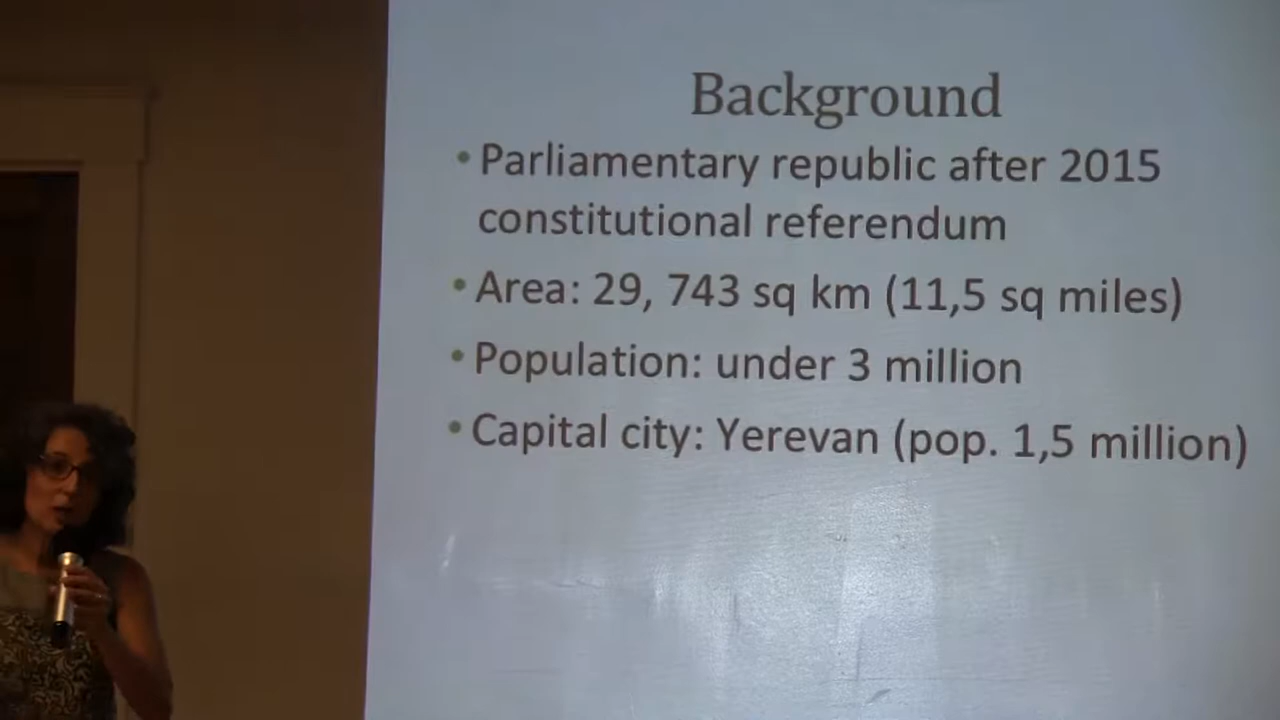 Background
• Parliamentary republic after 2015
constitutional referendum
• Area: 29, 743 sq km (11,5 sq miles)
• Population: under 3 million
• Capital city: Yerevan (pop. 1,5 million)